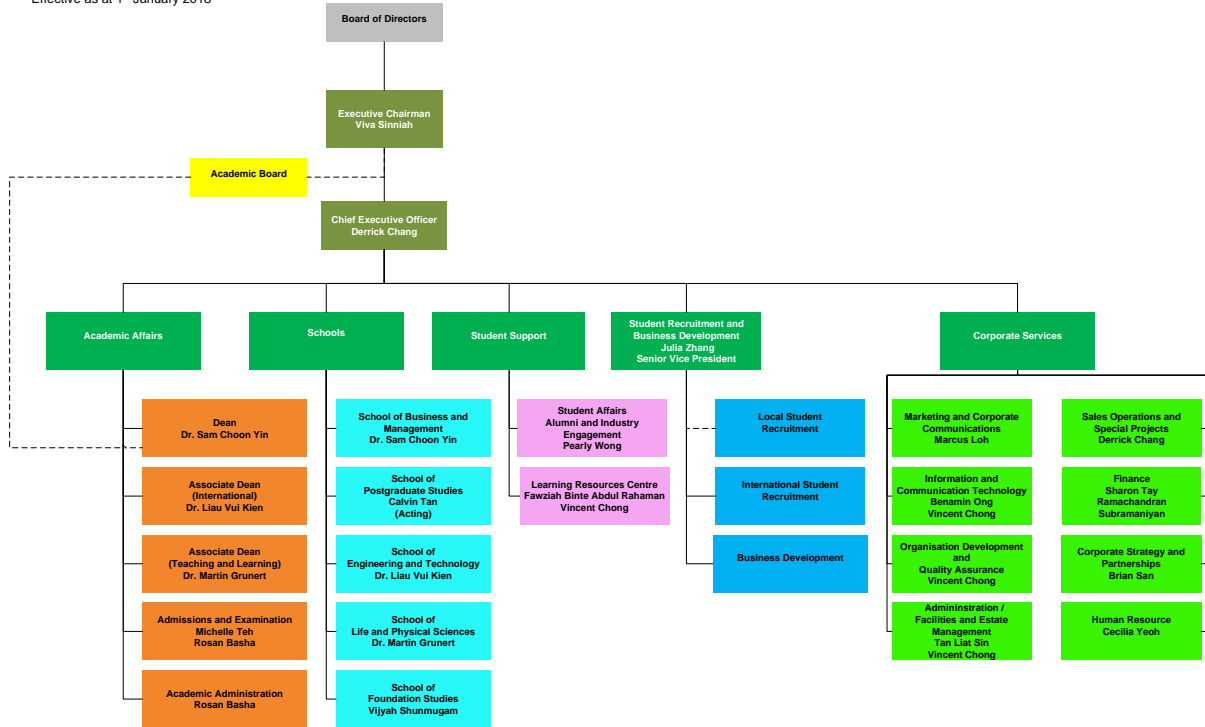 Effective as at 1st January 2018
Board of Directors
Executive Chairman
Viva Sinniah
Academic Board
Chief Executive Officer
Derrick Chang
Academic Affairs
Schools
Student Support
Student Recruitment and
Business Development
Julia Zhang
Senior Vice President
Corporate Services
Dean
Dr. Sam Choon Yin
Associate Dean
(International)
Dr. Liau Vui Kien
Associate Dean
(Teaching and Learning)
Dr. Martin Grunert
Admissions and Examination
Michelle Teh
Rosan Basha
Academic Administration
Rosan Basha
School of Business and
Management
Dr. Sam Choon Yin
School of
Postgraduate Studies
Calvin Tan
(Acting)
School of
Engineering and Technology
Dr. Liau Vui Kien
School of
Life and Physical Sciences
Dr. Martin Grunert
School of
Foundation Studies
Vijyah Shunmugam
Student Affairs
Alumni and Industry
Engagement
Pearly Wong
Learning Resources Centre
Fawziah Binte Abdul Rahaman
Vincent Chong
Local Student
Recruitment
International Student
Recruitment
Business Development
Marketing and Corporate
Communications
Marcus Loh
Information and
Communication Technology
Benamin Ong
Vincent Chong
Organisation Development
and
Quality Assurance
Vincent Chong
Admininstration /
Facilities and Estate
Management
Tan Liat Sin
Vincent Chong
Sales Operations and
Special Projects
Derrick Chang
Finance
Sharon Tay
Ramachandran
Subramaniyan
Corporate Strategy and
Partnerships
Brian San
Human Resource
Cecilia Yeoh